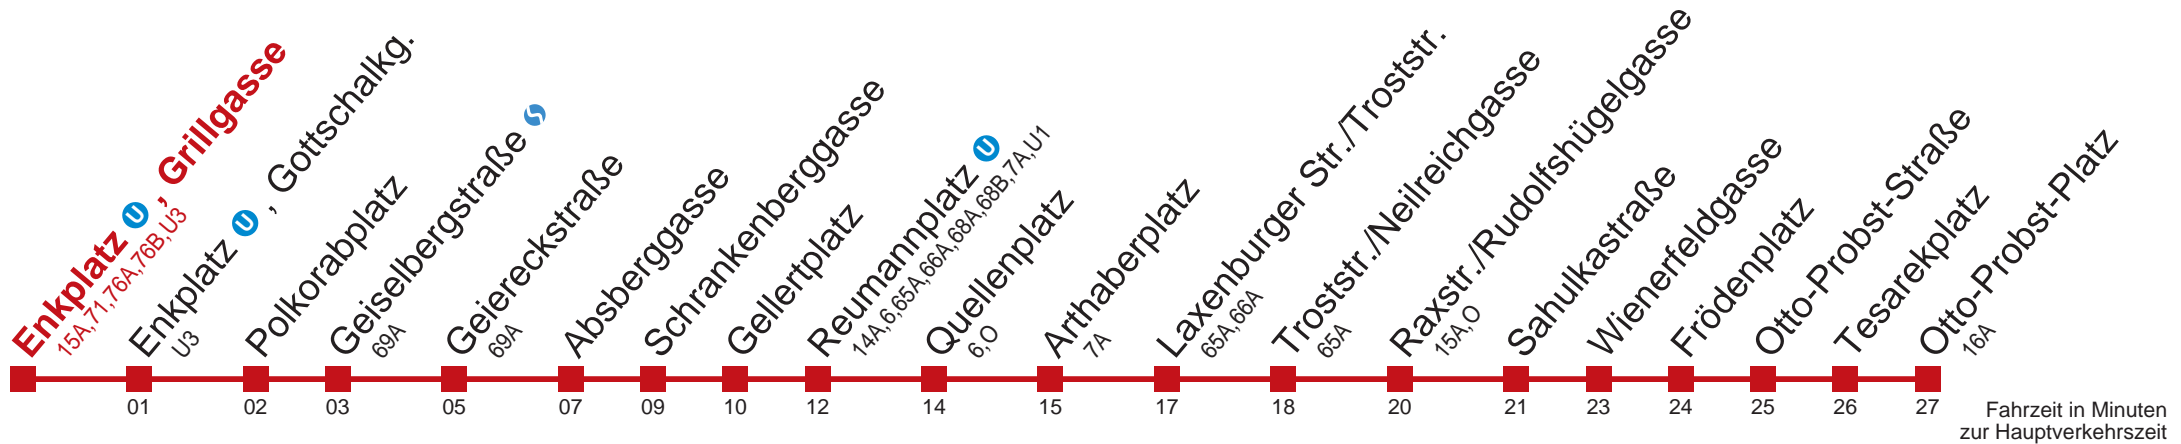 Enkplatz U , Grillgasse
15A,71,76A,76B,U3
Enkplatz U , Gottschalkg.
U3
01
Polkorabplatz
02
Geiselbergstraße S
69A
03
Geiereckstraße
69A
05
Absberggasse
07
Schrankenberggasse
09
Gellertplatz
10
Reumannplatz U
14A,6,65A,66A,68A,68B,7A,U1
12
Quellenplatz
6,O
14
Arthaberplatz
7A
15
Laxenburger Str./Troststr.
65A,66A
17
Troststr./Neilreichgasse
65A
18
Raxstr./Rudolfshügelgasse
15A,O
20
Sahulkastraße
21
Wienerfeldgasse
23
Frödenplatz
24
Otto-Probst-Straße
25
Tesarekplatz
26
Otto-Probst-Platz
16A
27
Fahrzeit in Minuten
zur Hauptverkehrszeit